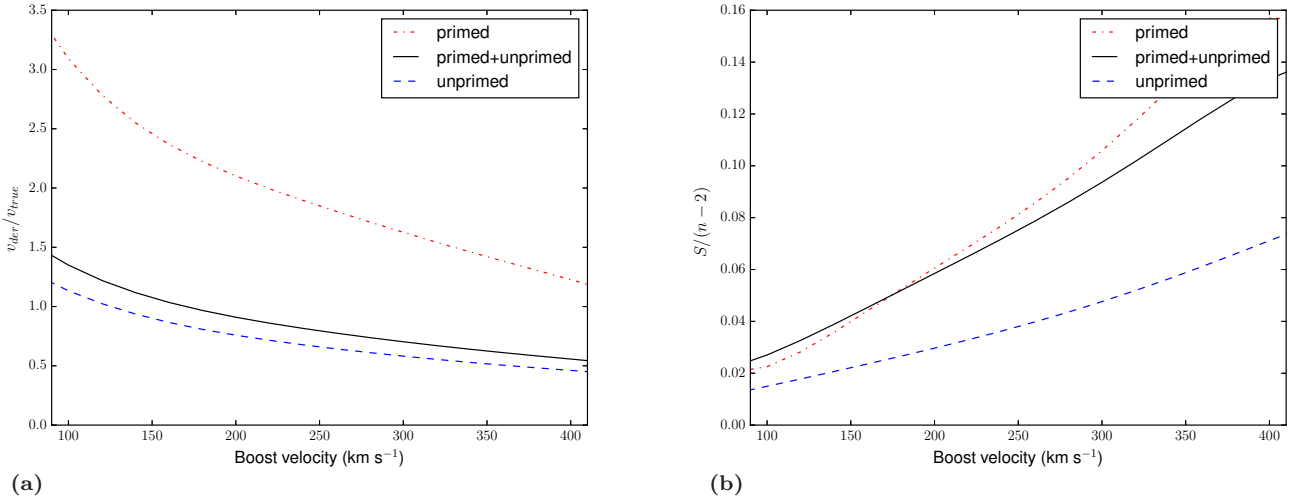 3.5
3.0
2.5
2.0
1.5
1.0
0.5
0.0
v_der/v_true
primed
primed+unprimed
unprimed
100 150 200 250 300 350 400
Boost velocity (km s⁻¹)
(a)
0.16
0.14
0.12
0.10
0.08
0.06
0.04
0.02
0.00
S/(n − 2)
primed
primed+unprimed
unprimed
100 150 200 250 300 350 400
Boost velocity (km s⁻¹)
(b)